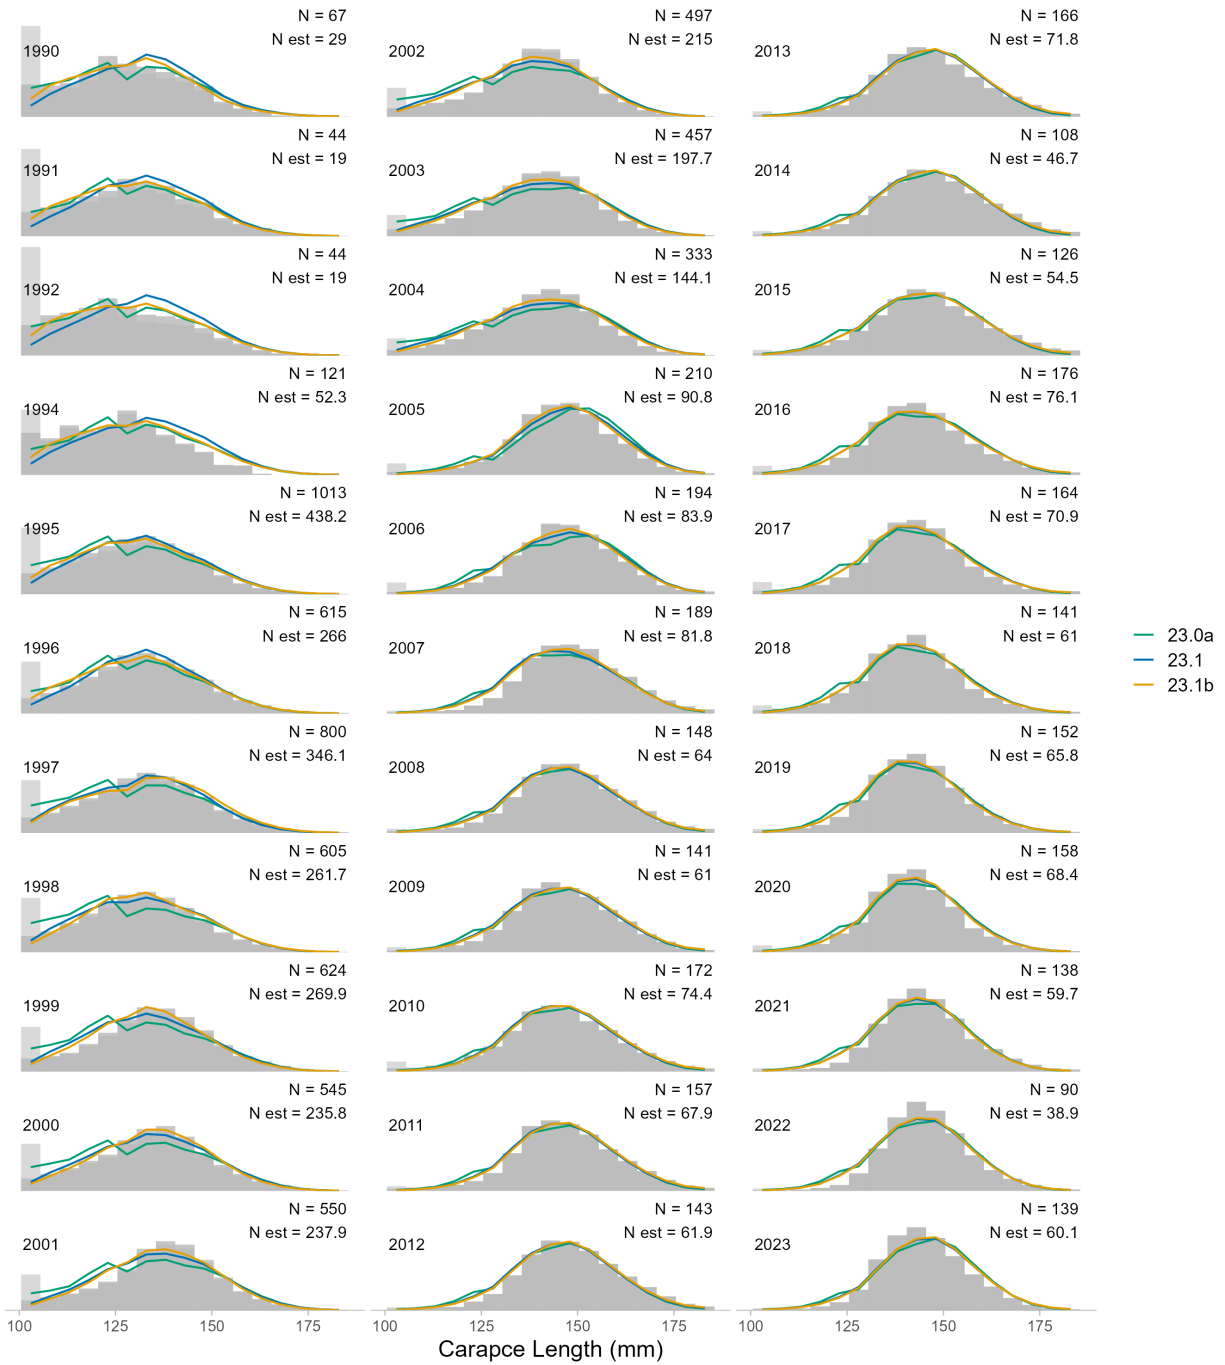 1990
N = 67
N est = 29
1991
N = 44
N est = 19
1992
N = 44
N est = 19
1994
N = 121
N est = 52.3
1995
N = 1013
N est = 438.2
1996
N = 615
N est = 266
1997
N = 800
N est = 346.1
1998
N = 605
N est = 261.7
1999
N = 624
N est = 269.9
2000
N = 545
N est = 235.8
2001
N = 550
N est = 237.9
100 125 150 175
2002
N = 497
N est = 215
2003
N = 457
N est = 197.7
2004
N = 333
N est = 144.1
2005
N = 210
N est = 90.8
2006
N = 194
N est = 83.9
2007
N = 189
N est = 81.8
2008
N = 148
N est = 64
2009
N = 141
N est = 61
2010
N = 172
N est = 74.4
2011
N = 157
N est = 67.9
2012
N = 143
N est = 61.9
100 125 150 175
2013
N = 166
N est = 71.8
2014
N = 108
N est = 46.7
2015
N = 126
N est = 54.5
2016
N = 176
N est = 76.1
2017
N = 164
N est = 70.9
2018
N = 141
N est = 61
2019
N = 152
N est = 65.8
2020
N = 158
N est = 68.4
2021
N = 138
N est = 59.7
2022
N = 90
N est = 38.9
2023
N = 139
N est = 60.1
100 125 150 175
Carapce Length (mm)
23.0a
23.1
23.1b